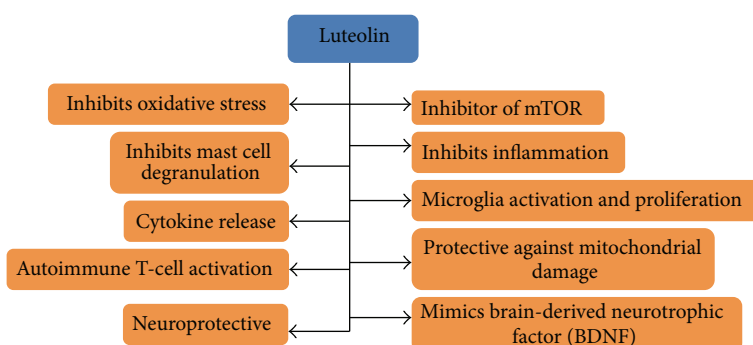 Luteolin
Inhibits oxidative stress
Inhibitor of mTOR
Inhibits mast cell
degranulation
Inhibits inflammation
Cytokine release
Microglia activation and proliferation
Autoimmune T-cell activation
Protective against mitochondrial
damage
Neuroprotective
Mimics brain-derived neurotrophic
factor (BDNF)